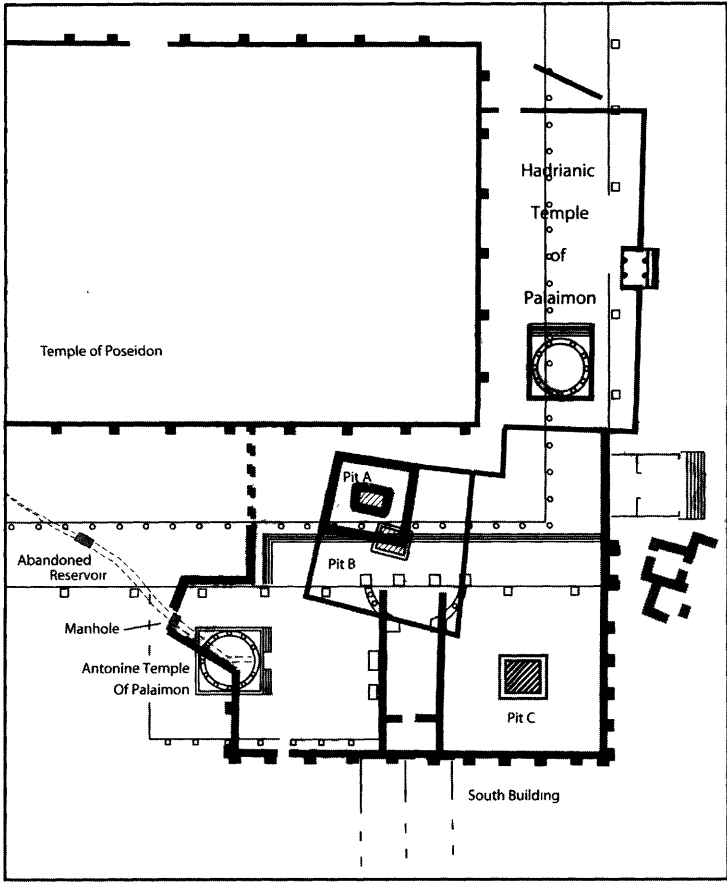 Hadrianic
Temple
of
Palaimon
Temple of Poseidon
Pit A
Abandoned
Reservoir
Pit B
Manhole
Antonine Temple
Of Palaimon
Pit C
South Building